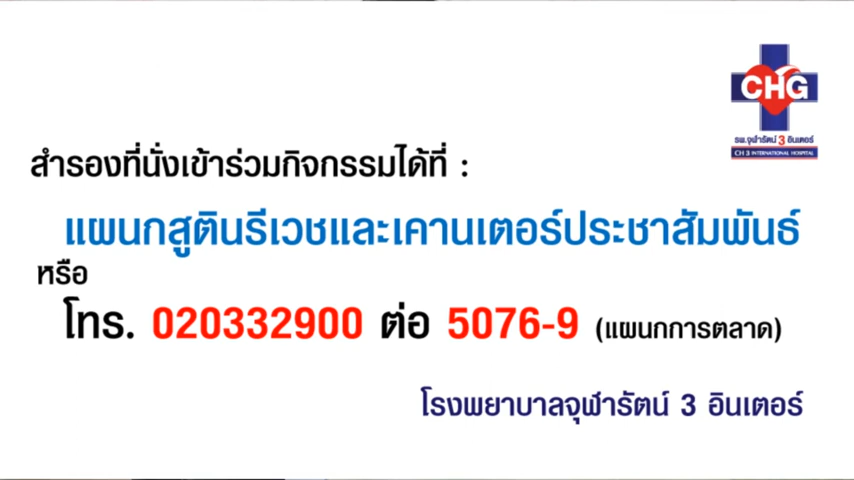 CHG
รพ.จุฬารัตน์ 3 อินเตอร์
CH 3 INTERNATIONAL HOSPITAL
สำรองที่นั่งเข้าร่วมกิจกรรมได้ที่ :
แผนกสูตินรีเวชและเคานเตอร์ประชาสัมพันธ์
หรือ
โทร. 020332900 ต่อ 5076-9 (แผนกการตลาด)
โรงพยาบาลจุฬารัตน์ 3 อินเตอร์